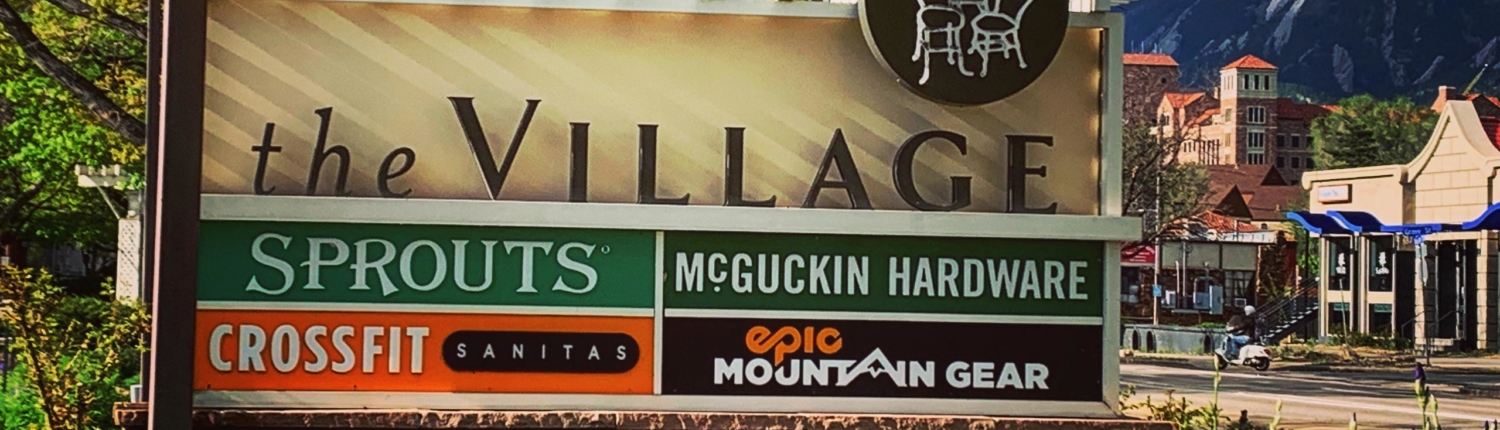 the VILLAGE
SPROUTS
McGUCKIN HARDWARE
CROSSFIT SANITAS
epic
MOUNTAIN GEAR